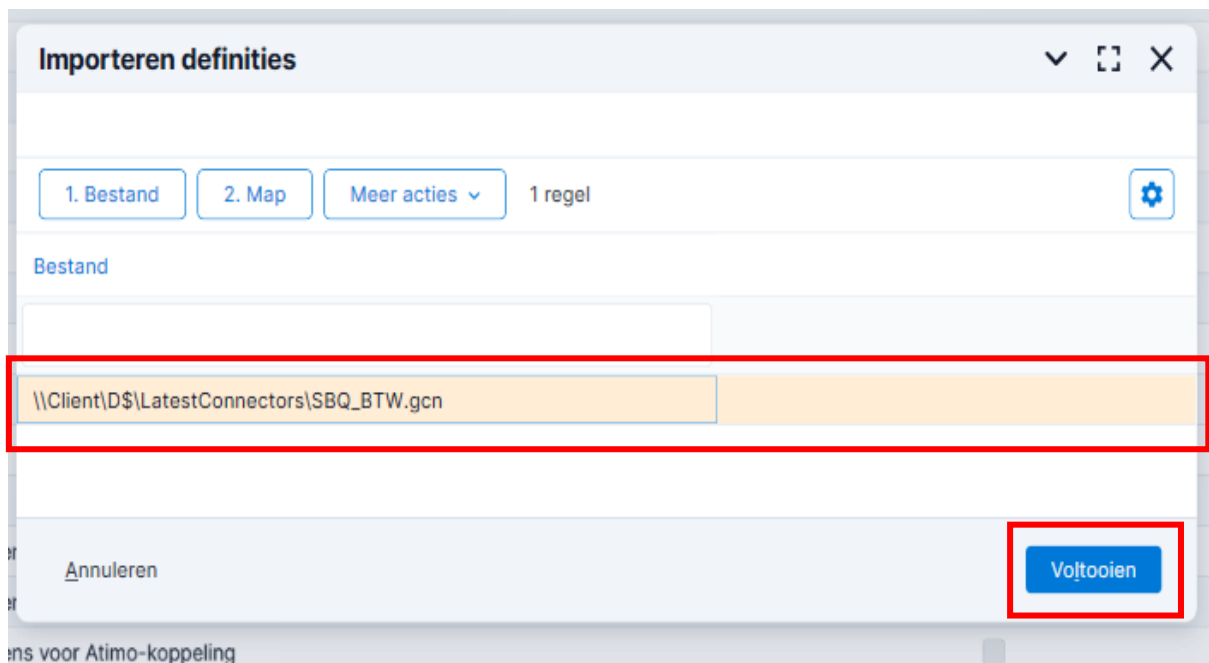 Importeren definities
1. Bestand 2. Map Meer acties 1 regel
Bestand
\\Client\D$\LatestConnectors\SBQ_BTW.gcn
Annuleren Voltooien
ens voor Atimo-koppeling